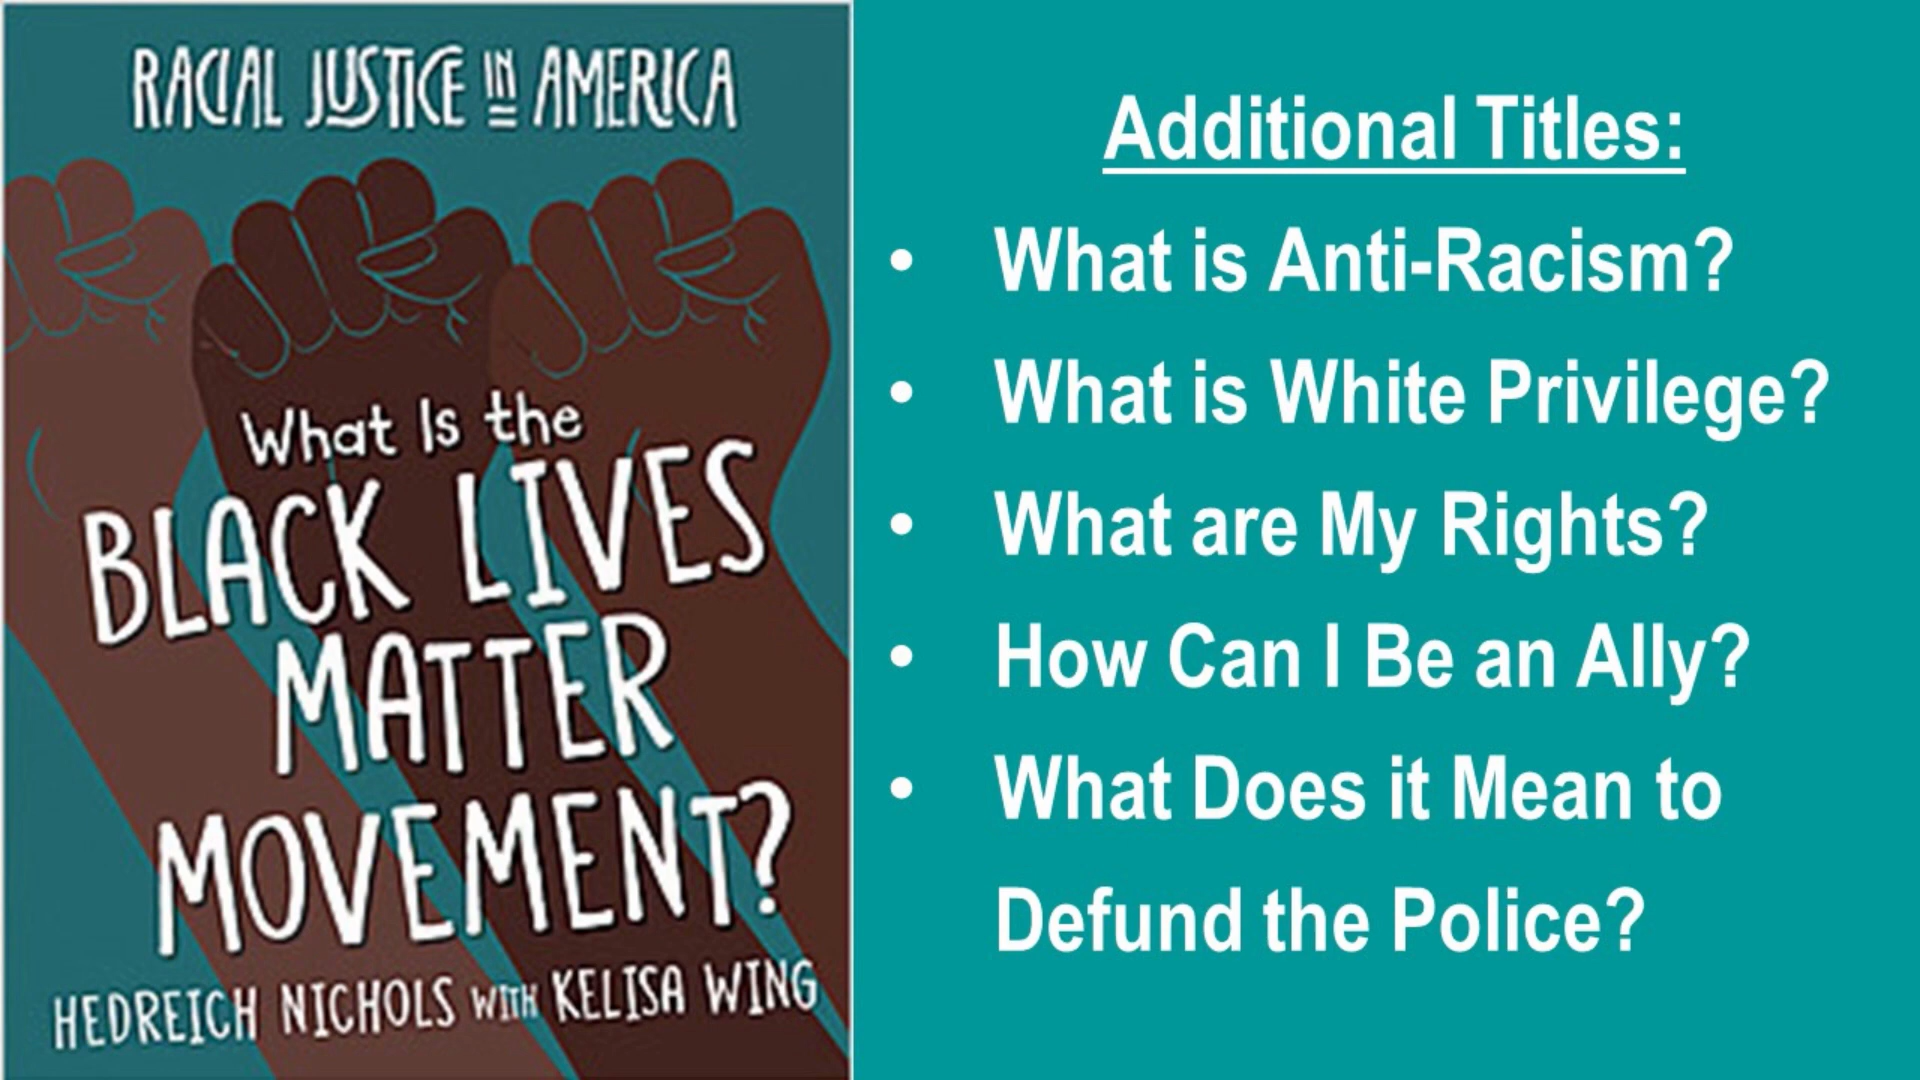 RACIAL JUSTICE IN AMERICA
What Is the
BLACK LIVES
MATTER
MOVEMENT?
HEDREICH NICHOLS WITH KELISA WING
Additional Titles:
• What is Anti-Racism?
• What is White Privilege?
• What are My Rights?
• How Can I Be an Ally?
• What Does it Mean to
Defund the Police?